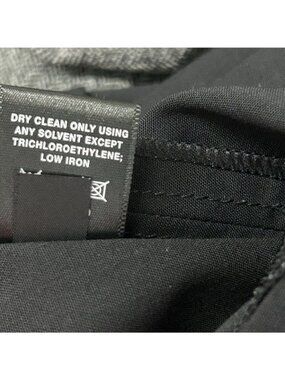 DRY CLEAN ONLY USING
ANY SOLVENT EXCEPT
TRICHLOROETHYLENE;
LOW IRON